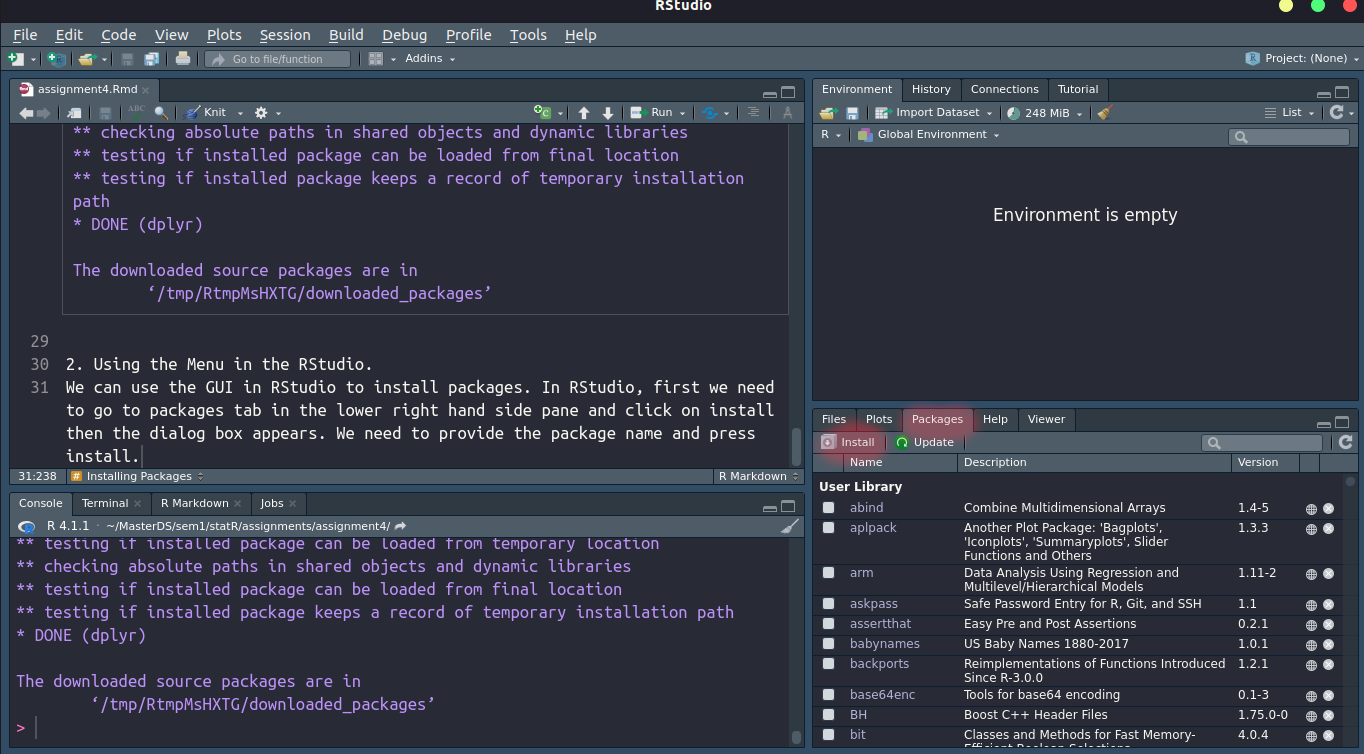 RStudio
File Edit Code View Plots Session Build Debug Profile Tools Help
Go to file/function Addins Project: (None)
assignment4.Rmd
ABC Knit Run
** checking absolute paths in shared objects and dynamic libraries
** testing if installed package can be loaded from final location
** testing if installed package keeps a record of temporary installation
path
* DONE (dplyr)
The downloaded source packages are in
‘/tmp/RtmpMsHXTG/downloaded_packages’
29
30 2. Using the Menu in the RStudio.
31 We can use the GUI in RStudio to install packages. In RStudio, first we need
to go to packages tab in the lower right hand side pane and click on install
then the dialog box appears. We need to provide the package name and press
install.
31:238 # Installing Packages R Markdown
Console Terminal R Markdown Jobs
R 4.1.1 · ~/MasterDS/sem1/statR/assignments/assignment4/
** testing if installed package can be loaded from temporary location
** checking absolute paths in shared objects and dynamic libraries
** testing if installed package can be loaded from final location
** testing if installed package keeps a record of temporary installation path
* DONE (dplyr)
The downloaded source packages are in
‘/tmp/RtmpMsHXTG/downloaded_packages’
>
Environment History Connections Tutorial
Import Dataset 248 MiB List
R Global Environment
Environment is empty
Files Plots Packages Help Viewer
Install Update
Name Description Version
User Library
abind Combine Multidimensional Arrays 1.4-5
aplpack Another Plot Package: 'Bagplots', 1.3.3
'Iconplots', 'Summaryplots', Slider
Functions and Others
arm Data Analysis Using Regression and 1.11-2
Multilevel/Hierarchical Models
askpass Safe Password Entry for R, Git, and SSH 1.1
assertthat Easy Pre and Post Assertions 0.2.1
babynames US Baby Names 1880-2017 1.0.1
backports Reimplementations of Functions Introduced 1.2.1
Since R-3.0.0
base64enc Tools for base64 encoding 0.1-3
BH Boost C++ Header Files 1.75.0-0
bit Classes and Methods for Fast Memory- 4.0.4
Efficient Boolean Selections